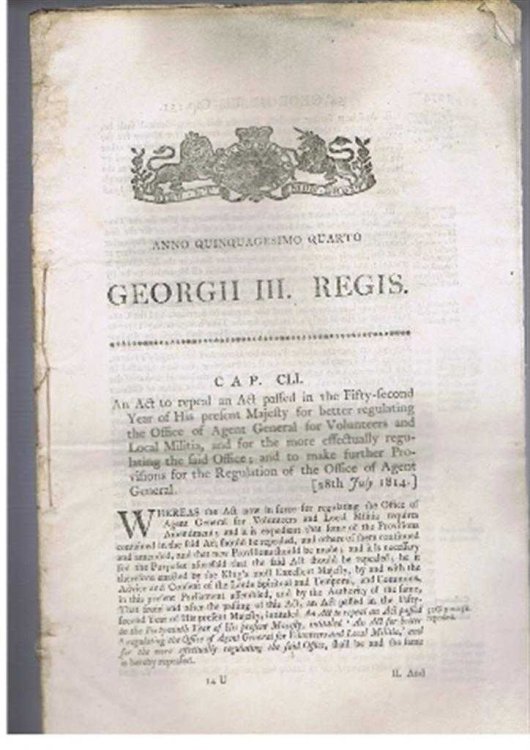 DIEU ET MON DROIT
ANNO QUINQUAGESIMO QUARTO
GEORGII III. REGIS.
CAP. CLI.
An Act to repeal an Act passed in the Fifty-second
Year of His present Majesty for better regulating
the Office of Agent General for Volunteers and
Local Militia, and for the more effectually regu-
lating the said Office; and to make further Pro-
visions for the Regulation of the Office of Agent
General. [28th July 1814.]
WHEREAS the Act now in force for regulating the Office of
Agent General for Volunteers and Local Militia requires
Amendment; and it is expedient that some of the Provisions
contained in the said Act should be repealed, and others of them continued
and amended, and that new Provisions should be made; and it is necessary
for the Purposes aforesaid that the said Act should be repealed; be it
therefore enacted by the King's most Excellent Majesty, by and with the
Advice and Consent of the Lords Spiritual and Temporal, and Commons,
in this present Parliament assembled, and by the Authority of the same,
That from and after the passing of this Act, an Act passed in the Fifty-
second Year of His present Majesty, intituled An Act to repeal an Act passed
in the Year of His present Majesty, intituled 'An Act for better
regulating the Office of Agent General for Volunteers and Local Militia,' and
for the more effectually regulating the said Office, shall be and the same
is hereby repealed.
repealed.
14 U
II. And